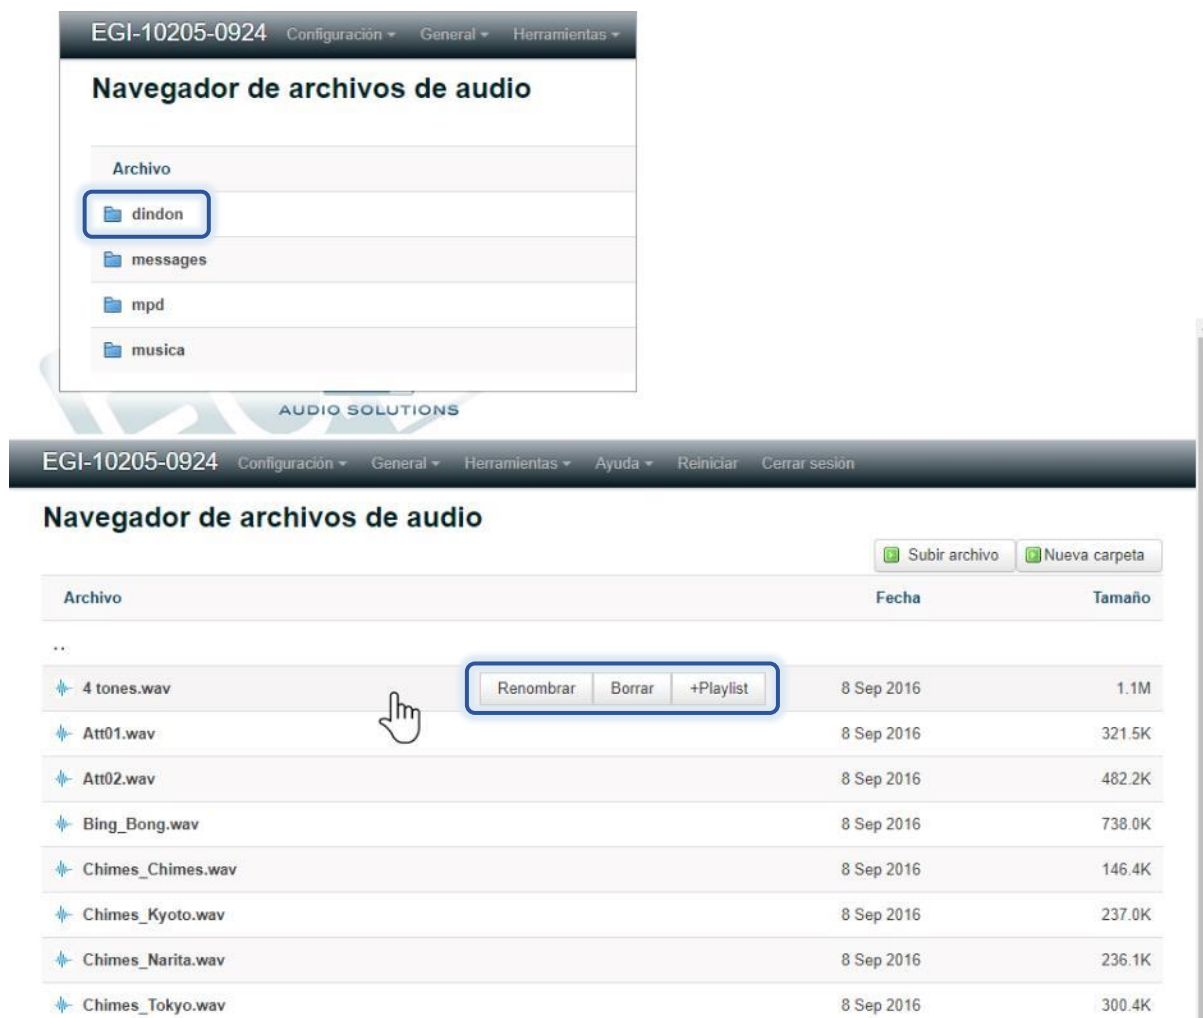 EGI-10205-0924 Configuración General Herramientas
Navegador de archivos de audio
Archivo
dindon
messages
mpd
musica
AUDIO SOLUTIONS
EGI-10205-0924 Configuración General Herramientas Ayuda Reiniciar Cerrar sesión
Navegador de archivos de audio
Subir archivo Nueva carpeta
Archivo Fecha Tamaño
..
4 tones.wav Renombrar Borrar +Playlist 8 Sep 2016 1.1M
Att01.wav 8 Sep 2016 321.5K
Att02.wav 8 Sep 2016 482.2K
Bing_Bong.wav 8 Sep 2016 738.0K
Chimes_Chimes.wav 8 Sep 2016 146.4K
Chimes_Kyoto.wav 8 Sep 2016 237.0K
Chimes_Narita.wav 8 Sep 2016 236.1K
Chimes_Tokyo.wav 8 Sep 2016 300.4K